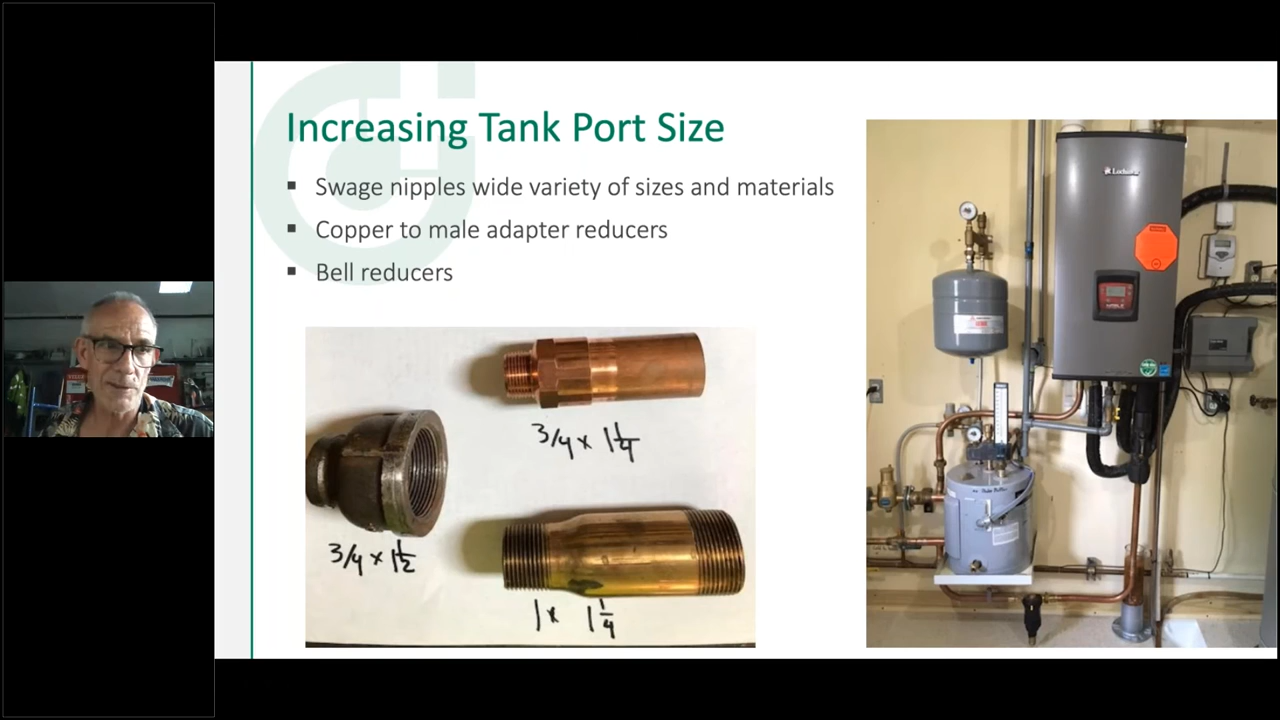 Increasing Tank Port Size
▪ Swage nipples wide variety of sizes and materials
▪ Copper to male adapter reducers
▪ Bell reducers
3/4 x 1 1/4
3/4 x 1 1/2
1 x 1 1/4
Lochinvar